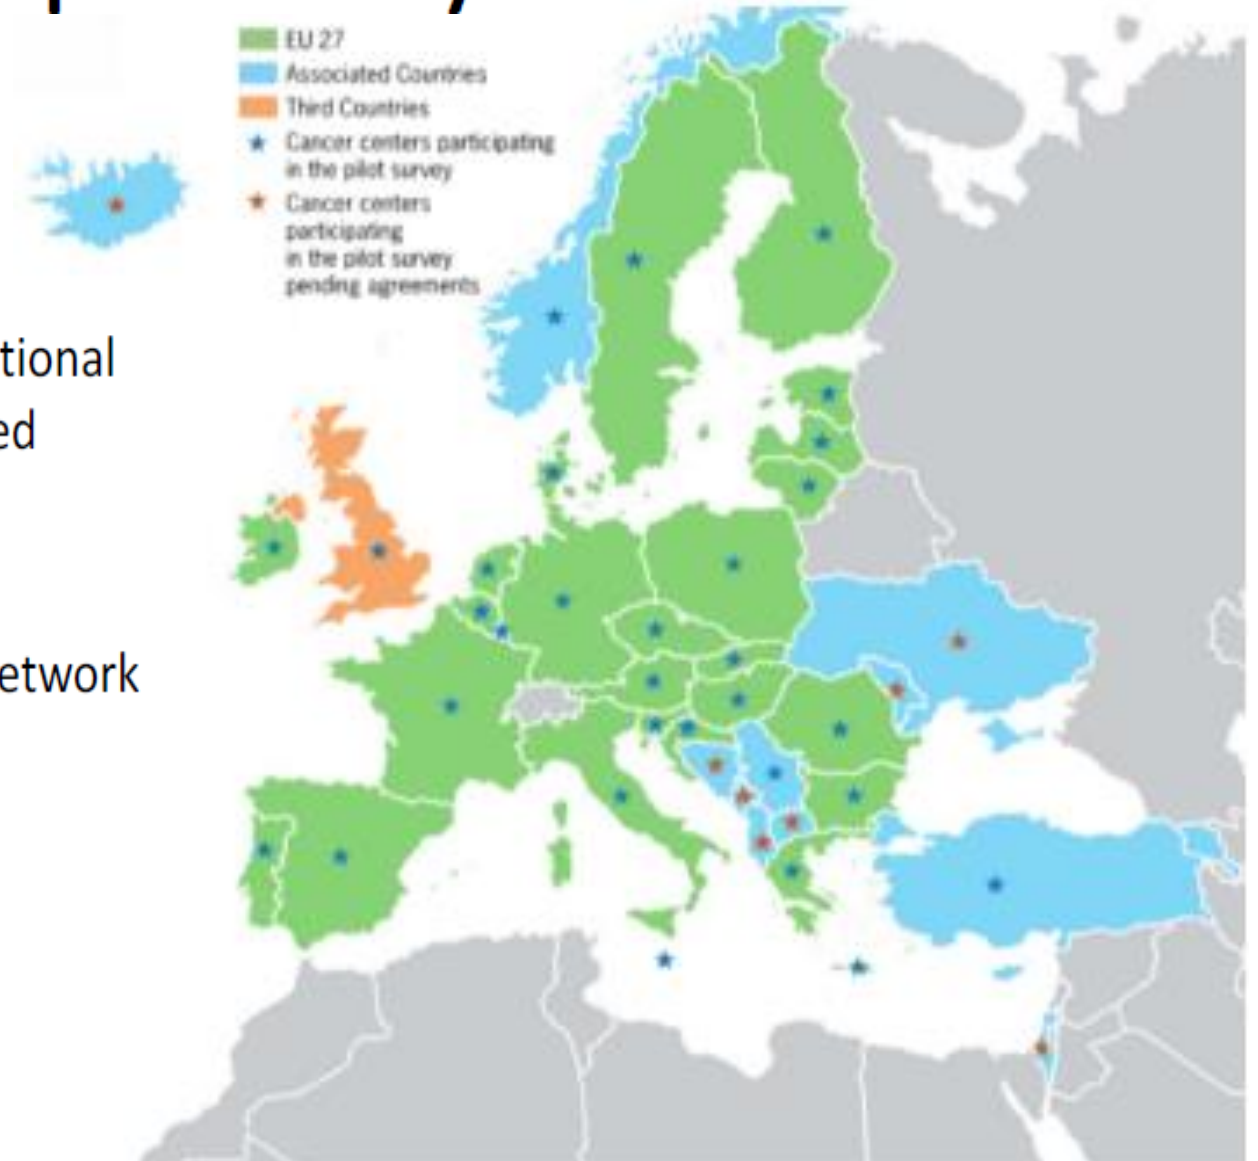 EU 27
Associated Countries
Third Countries
Cancer centers participating
in the pilot survey
Cancer centers
participating
in the pilot survey
pending agreements
tional
ed
etwork